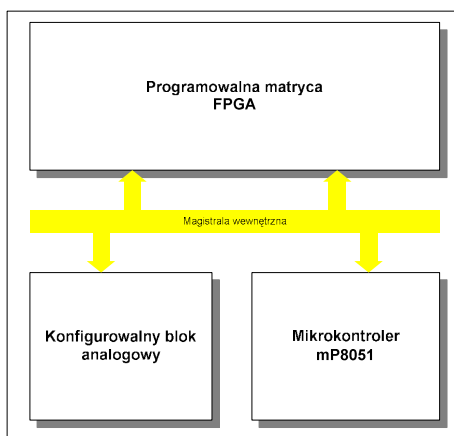 Programowalna matryca
FPGA
Magistrala wewnętrzna
Konfigurowalny blok
analogowy
Mikrokontroler
mP8051